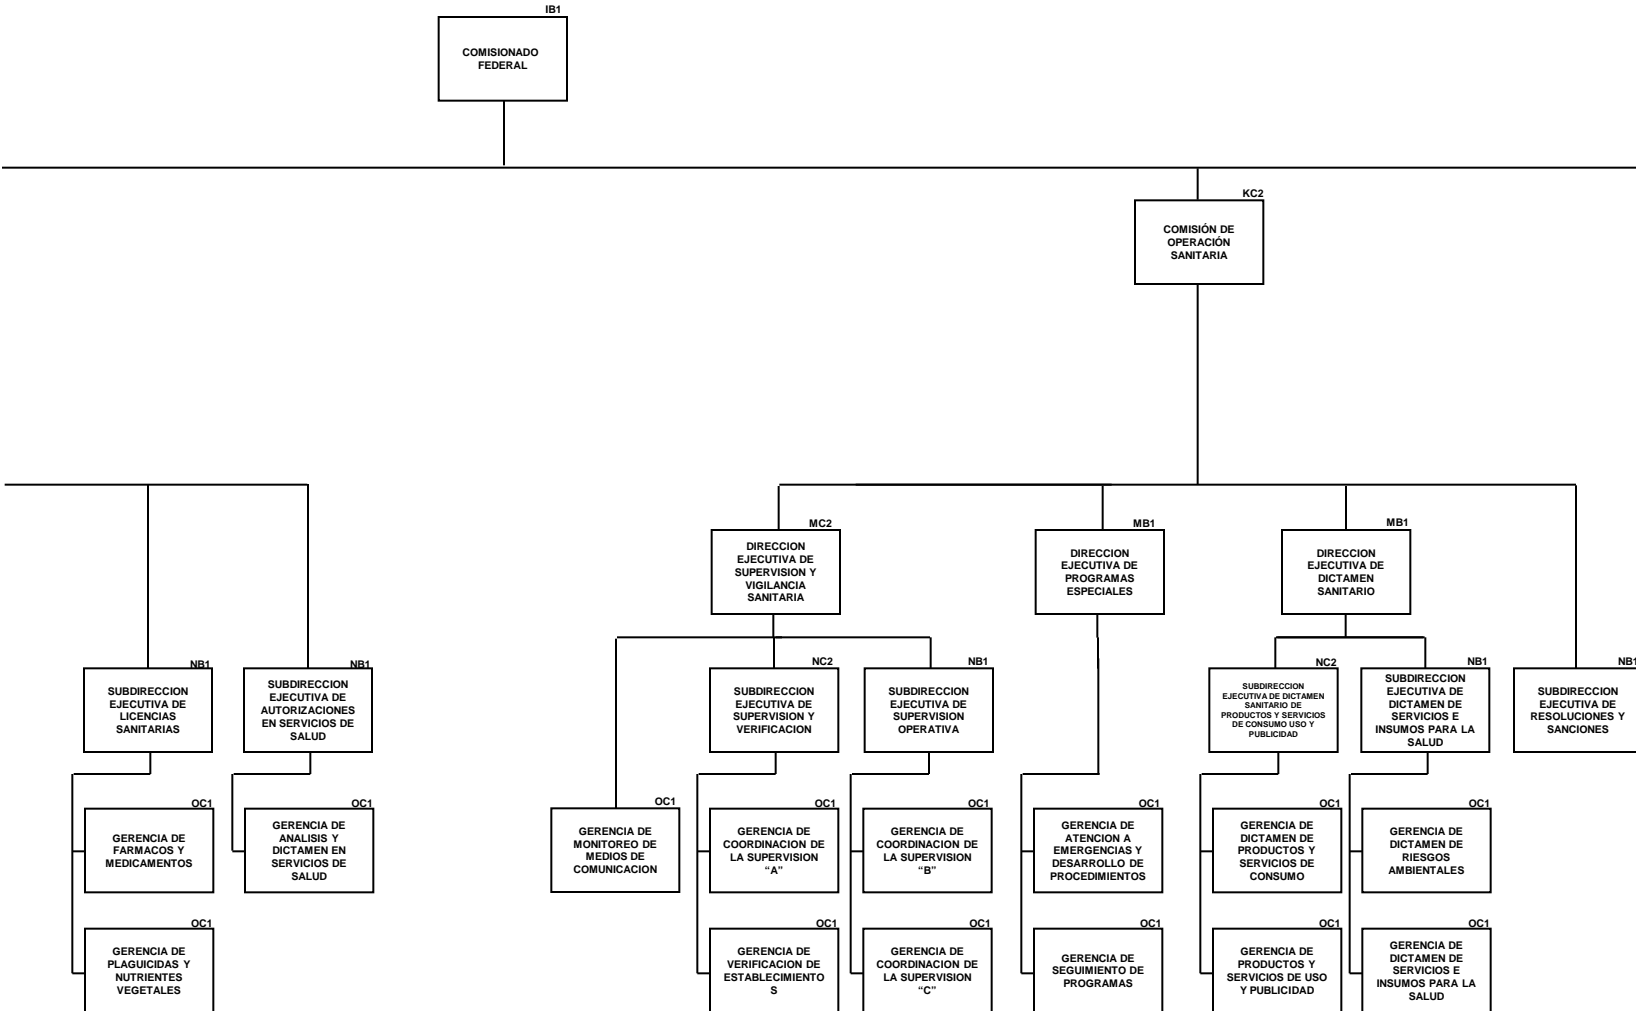 IB1
COMISIONADO
FEDERAL
KC2
COMISIÓN DE
OPERACIÓN
SANITARIA
MC2
DIRECCION
EJECUTIVA DE
SUPERVISION Y
VIGILANCIA
SANITARIA
MB1
DIRECCION
EJECUTIVA DE
PROGRAMAS
ESPECIALES
MB1
DIRECCION
EJECUTIVA DE
DICTAMEN
SANITARIO
NB1
SUBDIRECCION
EJECUTIVA DE
LICENCIAS
SANITARIAS
NB1
SUBDIRECCION
EJECUTIVA DE
AUTORIZACIONES
EN SERVICIOS DE
SALUD
NC2
SUBDIRECCION
EJECUTIVA DE
SUPERVISION Y
VERIFICACION
NB1
SUBDIRECCION
EJECUTIVA DE
SUPERVISION
OPERATIVA
NC2
SUBDIRECCION
EJECUTIVA DE DICTAMEN
SANITARIO DE
PRODUCTOS Y SERVICIOS
DE CONSUMO USO Y
PUBLICIDAD
NB1
SUBDIRECCION
EJECUTIVA DE
DICTAMEN DE
SERVICIOS E
INSUMOS PARA LA
SALUD
NB1
SUBDIRECCION
EJECUTIVA DE
RESOLUCIONES Y
SANCIONES
OC1
GERENCIA DE
FARMACOS Y
MEDICAMENTOS
OC1
GERENCIA DE
ANALISIS Y
DICTAMEN EN
SERVICIOS DE
SALUD
OC1
GERENCIA DE
MONITOREO DE
MEDIOS DE
COMUNICACION
OC1
GERENCIA DE
COORDINACION DE
LA SUPERVISION
“A”
OC1
GERENCIA DE
COORDINACION DE
LA SUPERVISION
“B”
OC1
GERENCIA DE
ATENCION A
EMERGENCIAS Y
DESARROLLO DE
PROCEDIMIENTOS
OC1
GERENCIA DE
DICTAMEN DE
PRODUCTOS Y
SERVICIOS DE
CONSUMO
OC1
GERENCIA DE
DICTAMEN DE
RIESGOS
AMBIENTALES
OC1
GERENCIA DE
PLAGUICIDAS Y
NUTRIENTES
VEGETALES
OC1
GERENCIA DE
VERIFICACION DE
ESTABLECIMIENTO
S
OC1
GERENCIA DE
COORDINACION DE
LA SUPERVISION
“C”
OC1
GERENCIA DE
SEGUIMIENTO DE
PROGRAMAS
OC1
GERENCIA DE
PRODUCTOS Y
SERVICIOS DE USO
Y PUBLICIDAD
OC1
GERENCIA DE
DICTAMEN DE
SERVICIOS E
INSUMOS PARA LA
SALUD